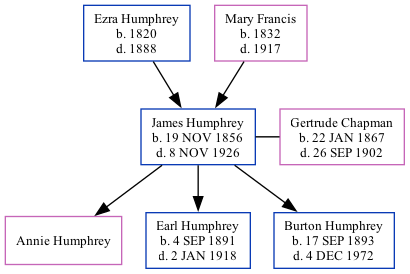 Ezra Humphrey
b. 1820
d. 1888
Mary Francis
b. 1832
d. 1917
James Humphrey
b. 19 NOV 1856
d. 8 NOV 1926
Gertrude Chapman
b. 22 JAN 1867
d. 26 SEP 1902
Annie Humphrey
Earl Humphrey
b. 4 SEP 1891
d. 2 JAN 1918
Burton Humphrey
b. 17 SEP 1893
d. 4 DEC 1972